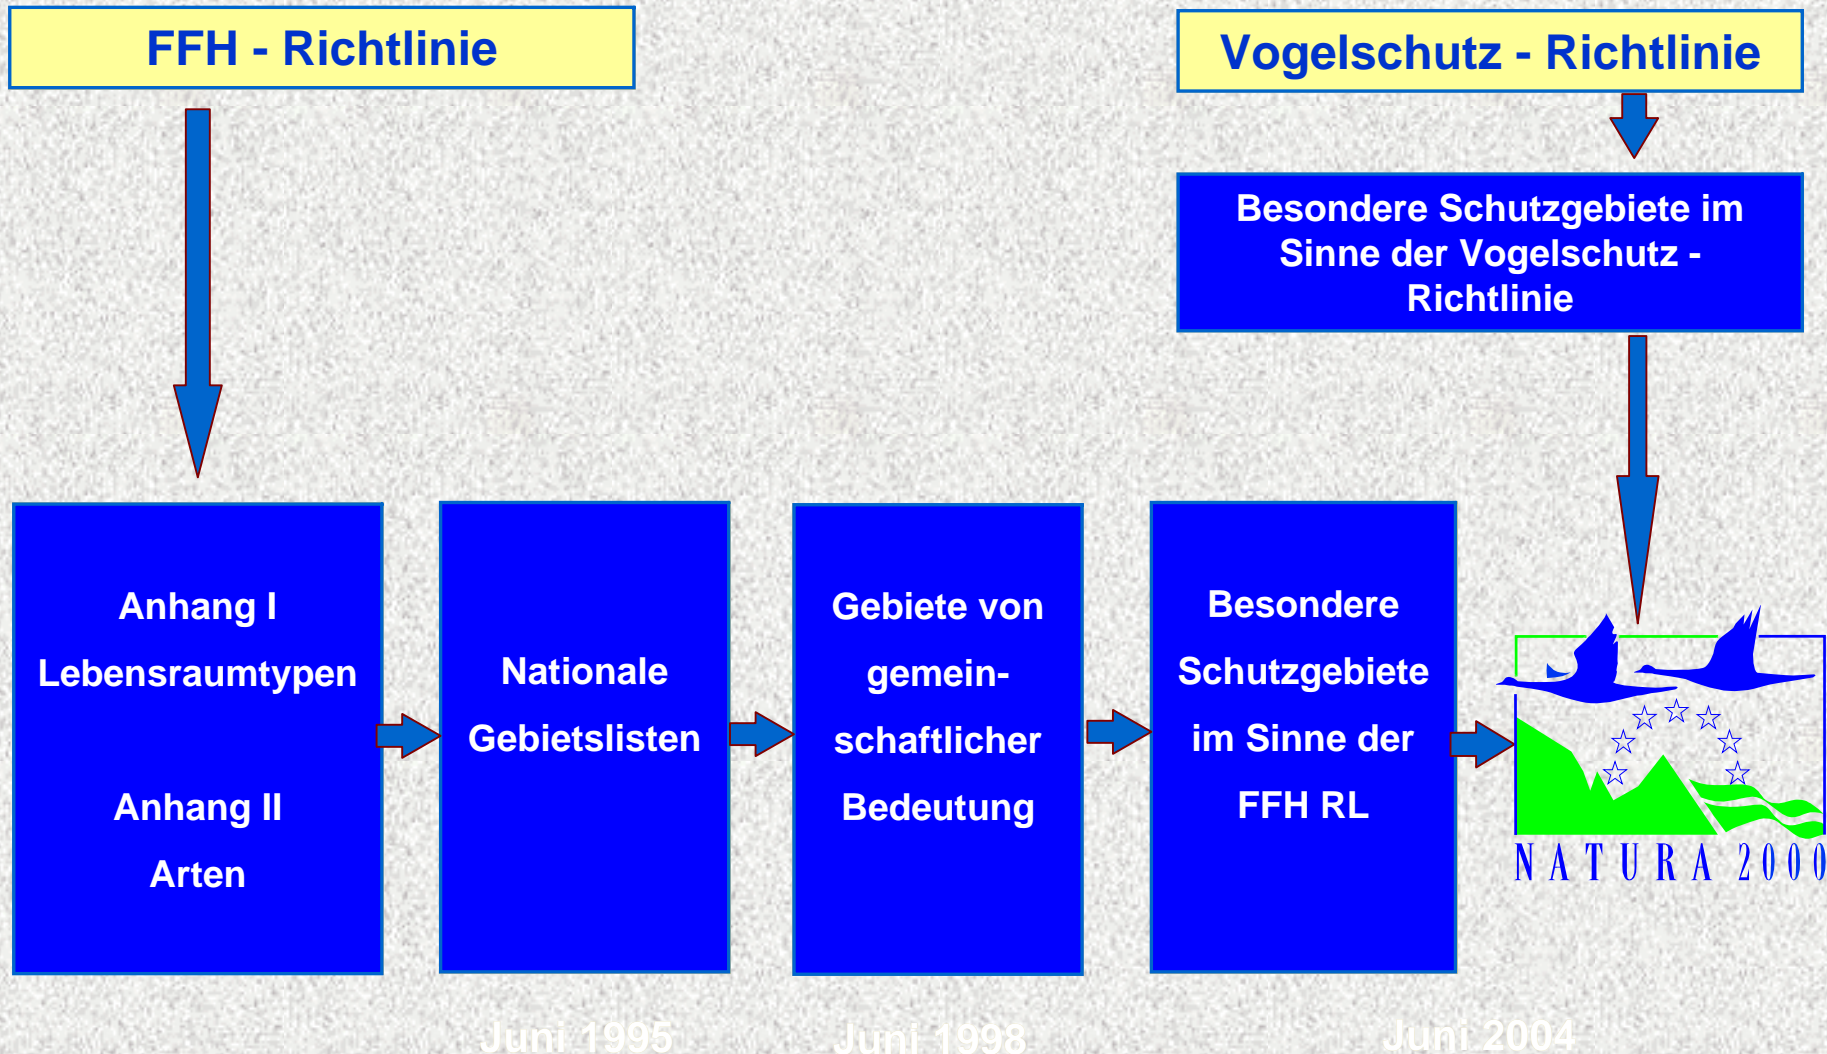 FFH - Richtlinie
Vogelschutz - Richtlinie
Besondere Schutzgebiete im
Sinne der Vogelschutz -
Richtlinie
Anhang I
Lebensraumtypen
Anhang II
Arten
Nationale
Gebietslisten
Gebiete von
gemein-
schaftlicher
Bedeutung
Besondere
Schutzgebiete
im Sinne der
FFH RL
NATURA 2000
Juni 1995
Juni 1998
Juni 2004